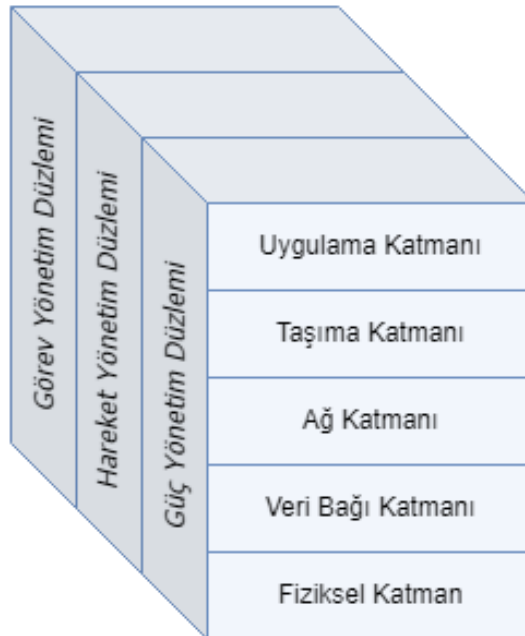 Görev Yönetim Düzlemi
Hareket Yönetim Düzlemi
Güç Yönetim Düzlemi
Uygulama Katmanı
Taşıma Katmanı
Ağ Katmanı
Veri Bağı Katmanı
Fiziksel Katman